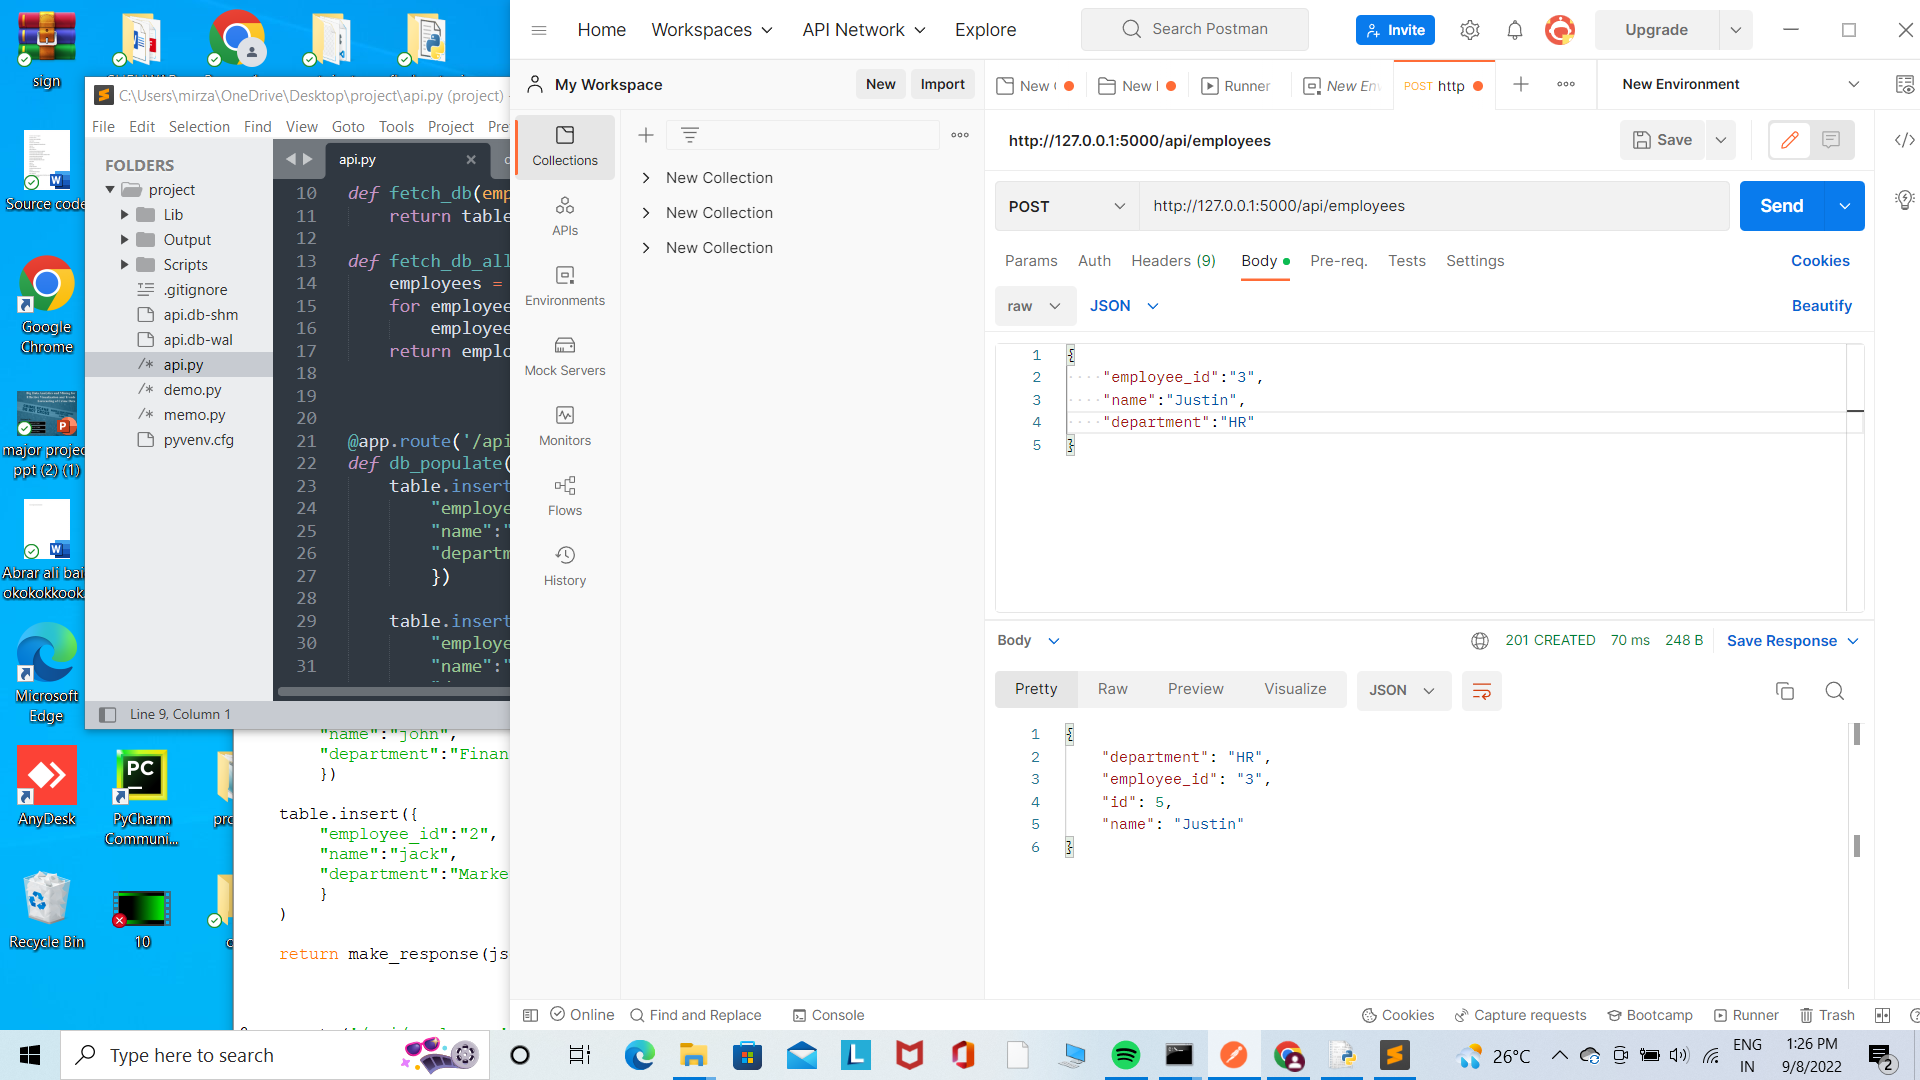 sign
Source code
Google
Chrome
major projec
ppt (2) (1)
Abrar ali bai
okokokkook.
Microsoft
Edge
AnyDesk
PyCharm
Communi...
Recycle Bin
10
C:\Users\mirza\OneDrive\Desktop\project\api.py (project)
File Edit Selection Find View Goto Tools Project
FOLDERS
project
Lib
Output
Scripts
.gitignore
api.db-shm
api.db-wal
api.py
demo.py
memo.py
pyvenv.cfg
api.py
10 def fetch_db(emp
11 return table
12
13 def fetch_db_all
14 employees =
15 for employee
16 employee
17 return emplo
18
19
20
21 @app.route('/api
22 def db_populate(
23 table.insert
24 "employe
25 "name":"
26 "departm
27 })
28
29 table.insert
30 "employe
31 "name":"
Line 9, Column 1
"name":"john",
"department":"Finan
})
table.insert({
"employee_id":"2",
"name":"jack",
"department":"Marke
}
)
return make_response(js
Home Workspaces API Network Explore
Search Postman
Invite
Upgrade
My Workspace
New Import
Collections
APIs
Environments
Mock Servers
Monitors
Flows
History
New Collection
New Collection
New Collection
New New Runner New Env POST http
New Environment
http://127.0.0.1:5000/api/employees
Save
POST http://127.0.0.1:5000/api/employees
Send
Params Auth Headers (9) Body Pre-req. Tests Settings
Cookies
raw JSON
Beautify
1 {
2 "employee_id":"3",
3 "name":"Justin",
4 "department":"HR"
5 }
Body
201 CREATED 70 ms 248 B Save Response
Pretty Raw Preview Visualize JSON
1 {
2 "department": "HR",
3 "employee_id": "3",
4 "id": 5,
5 "name": "Justin"
6 }
Online Find and Replace Console
Cookies Capture requests Bootcamp Runner Trash
Type here to search
26°C
ENG
IN
1:26 PM
9/8/2022
2